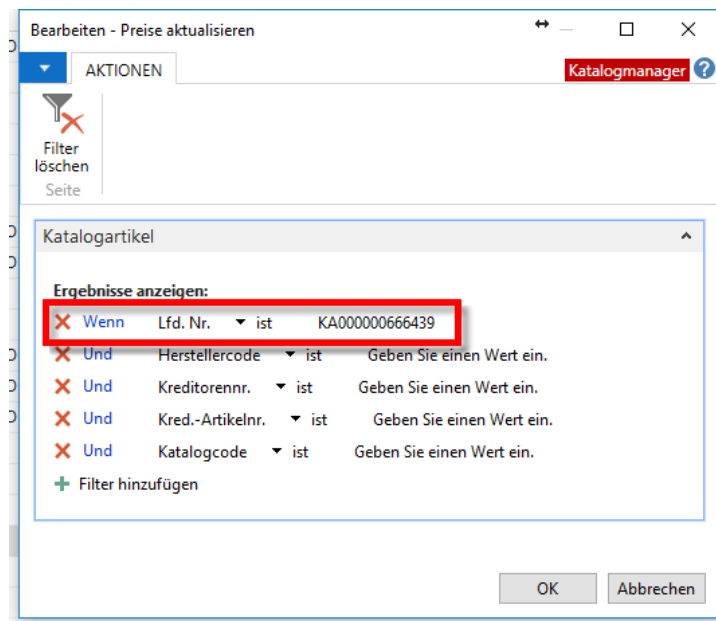 Bearbeiten - Preise aktualisieren
AKTIONEN
Katalogmanager
Filter
löschen
Seite
Katalogartikel
Ergebnisse anzeigen:
Wenn Lfd. Nr. ist KA000000666439
Und Herstellercode ist Geben Sie einen Wert ein.
Und Kreditorennr. ist Geben Sie einen Wert ein.
Und Kred.-Artikelnr. ist Geben Sie einen Wert ein.
Und Katalogcode ist Geben Sie einen Wert ein.
Filter hinzufügen
OK Abbrechen